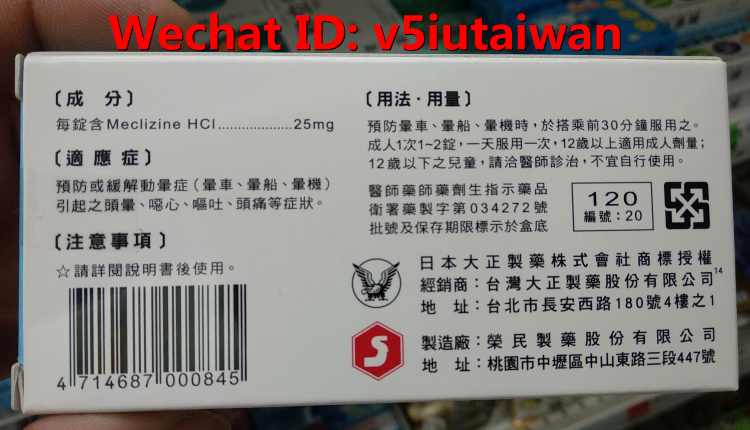 Wechat ID: v5iutaiwan
〔成　分〕
每錠含Meclizine HCl...................25mg
〔適應症〕
預防或緩解動暈症（暈車、暈船、暈機）
引起之頭暈、噁心、嘔吐、頭痛等症狀。
〔注意事項〕
☆請詳閱說明書後使用。
4 714687 000845
〔用法·用量〕
預防暈車、暈船、暈機時，於搭乘前30分鐘服用之。
成人1次1~2錠，一天服用一次，12歲以上適用成人劑量；
12歲以下之兒童，請洽醫師診治，不宜自行使用。
醫師藥師藥劑生指示藥品
衛署藥製字第034272號
批號及保存期限標示於盒底
120
編號：20
日本大正製藥株式會社商標授權
經銷商：台灣大正製藥股份有限公司14
地　址：台北市長安西路180號4樓之1
S
製造廠：榮民製藥股份有限公司
地　址：桃園市中壢區中山東路三段447號